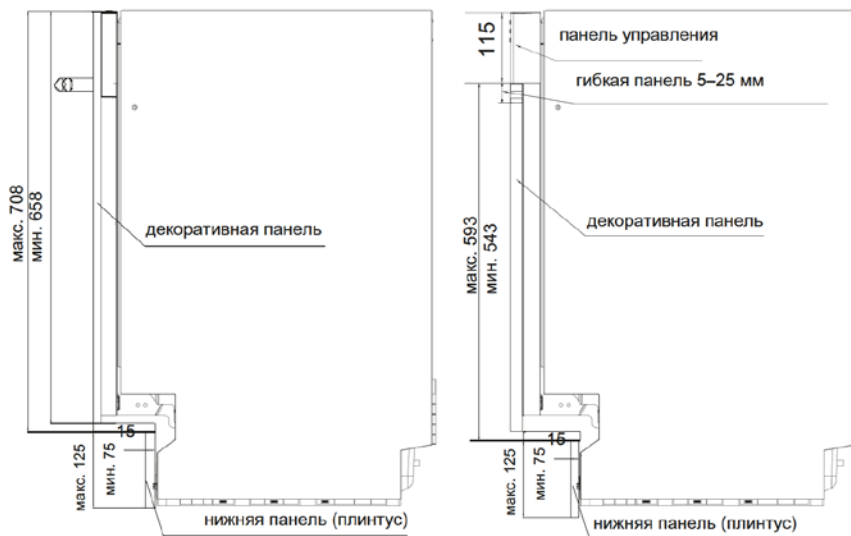 макс. 708
мин. 658
декоративная панель
15
макс. 125
мин. 75
нижняя панель (плинтус)
115
панель управления
гибкая панель 5–25 мм
макс. 593
мин. 543
декоративная панель
15
макс. 125
мин. 75
нижняя панель (плинтус)